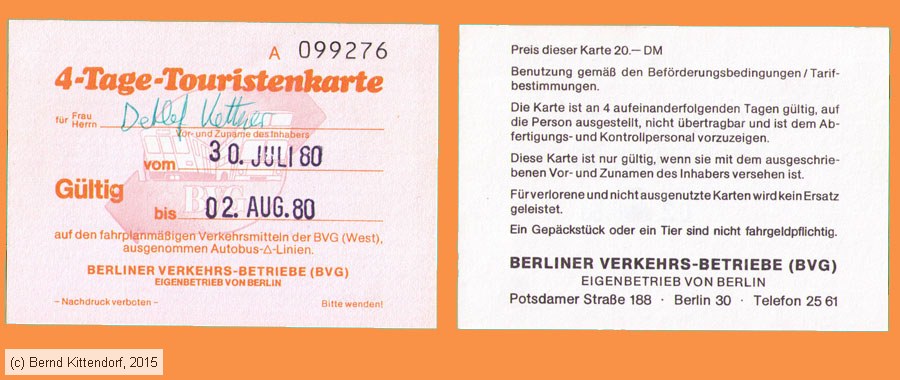 A 099276
4-Tage-Touristenkarte
für Frau
Herrn
Detlef Kettner
Vor- und Zuname des Inhabers
vom 30. JULI 80
Gültig
bis 02. AUG. 80
BVG
auf den fahrplanmäßigen Verkehrsmitteln der BVG (West),
ausgenommen Autobus-△-Linien.
BERLINER VERKEHRS-BETRIEBE (BVG)
EIGENBETRIEB VON BERLIN
– Nachdruck verboten – Bitte wenden!
Preis dieser Karte 20.— DM
Benutzung gemäß den Beförderungsbedingungen / Tarif-
bestimmungen.
Die Karte ist an 4 aufeinanderfolgenden Tagen gültig, auf
die Person ausgestellt, nicht übertragbar und ist dem Ab-
fertigungs- und Kontrollpersonal vorzuzeigen.
Diese Karte ist nur gültig, wenn sie mit dem ausgeschrie-
benen Vor- und Zunamen des Inhabers versehen ist.
Für verlorene und nicht ausgenutzte Karten wird kein Ersatz
geleistet.
Ein Gepäckstück oder ein Tier sind nicht fahrgeldpflichtig.
BERLINER VERKEHRS-BETRIEBE (BVG)
EIGENBETRIEB VON BERLIN
Potsdamer Straße 188 · Berlin 30 · Telefon 25 61
(c) Bernd Kittendorf, 2015